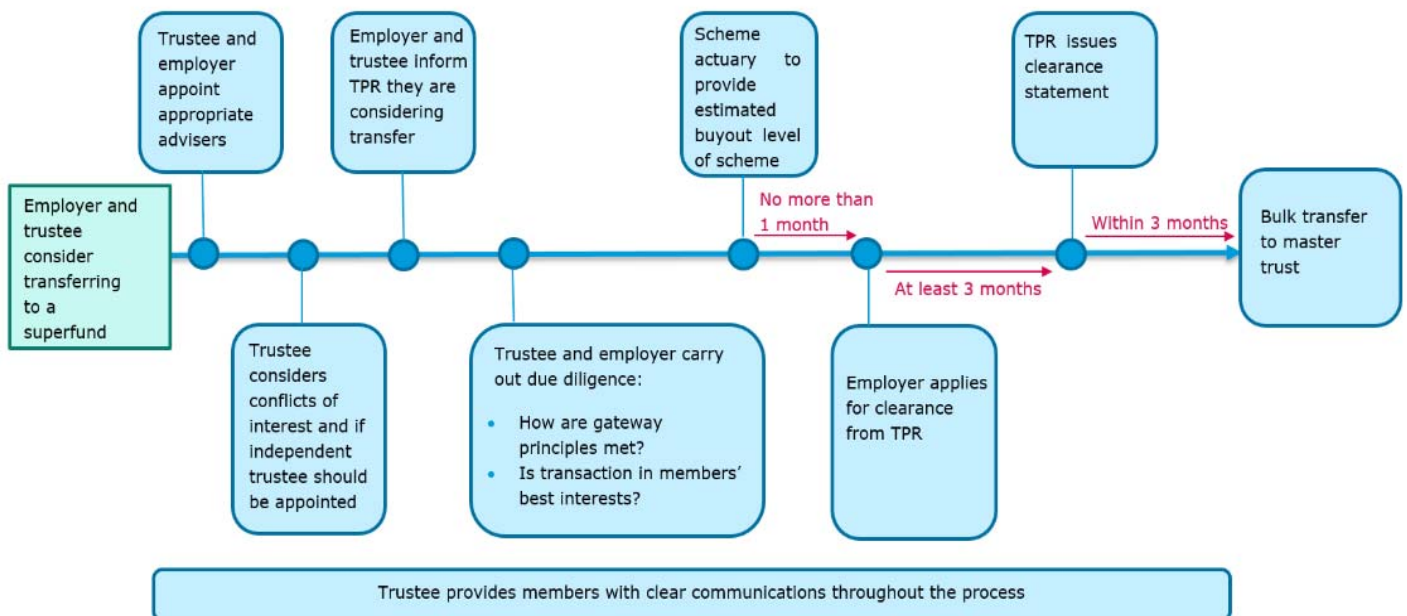 Employer and
trustee
consider
transferring
to a
superfund
Trustee and
employer
appoint
appropriate
advisers
Trustee
considers
conflicts of
interest and if
independent
trustee should
be appointed
Employer and
trustee inform
TPR they are
considering
transfer
Trustee and employer carry
out due diligence:
• How are gateway
principles met?
• Is transaction in members’
best interests?
Scheme
actuary to
provide
estimated
buyout level
of scheme
No more than
1 month
Employer applies
for clearance
from TPR
At least 3 months
TPR issues
clearance
statement
Within 3 months
Bulk transfer
to master
trust
Trustee provides members with clear communications throughout the process